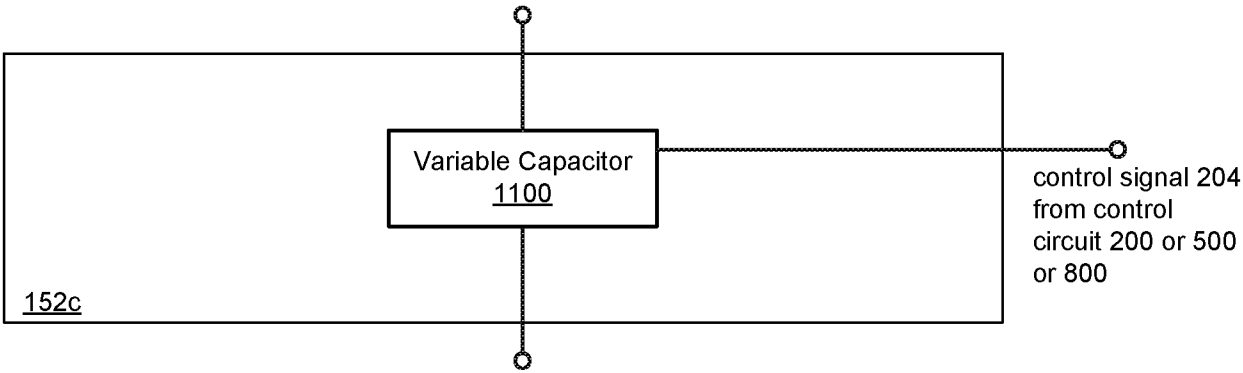 Variable Capacitor
1100
control signal 204
from control
circuit 200 or 500
or 800
152c